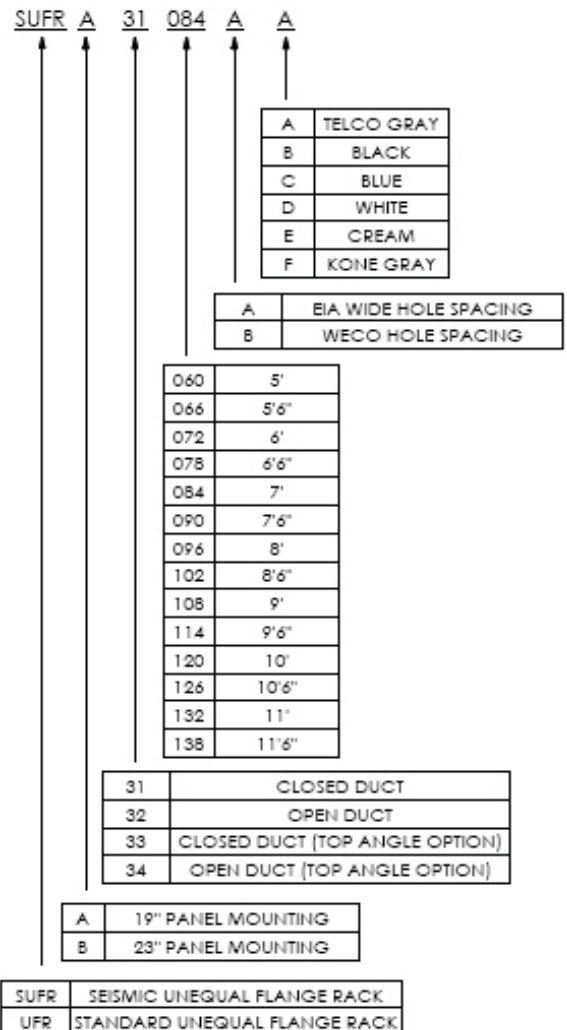 SUFR A 31 084 A A
A TELCO GRAY
B BLACK
C BLUE
D WHITE
E CREAM
F KONE GRAY
A EIA WIDE HOLE SPACING
B WECO HOLE SPACING
060 5'
066 5'6"
072 6'
078 6'6"
084 7'
090 7'6"
096 8'
102 8'6"
108 9'
114 9'6"
120 10'
126 10'6"
132 11'
138 11'6"
31 CLOSED DUCT
32 OPEN DUCT
33 CLOSED DUCT (TOP ANGLE OPTION)
34 OPEN DUCT (TOP ANGLE OPTION)
A 19" PANEL MOUNTING
B 23" PANEL MOUNTING
SUFR SEISMIC UNEQUAL FLANGE RACK
UFR STANDARD UNEQUAL FLANGE RACK